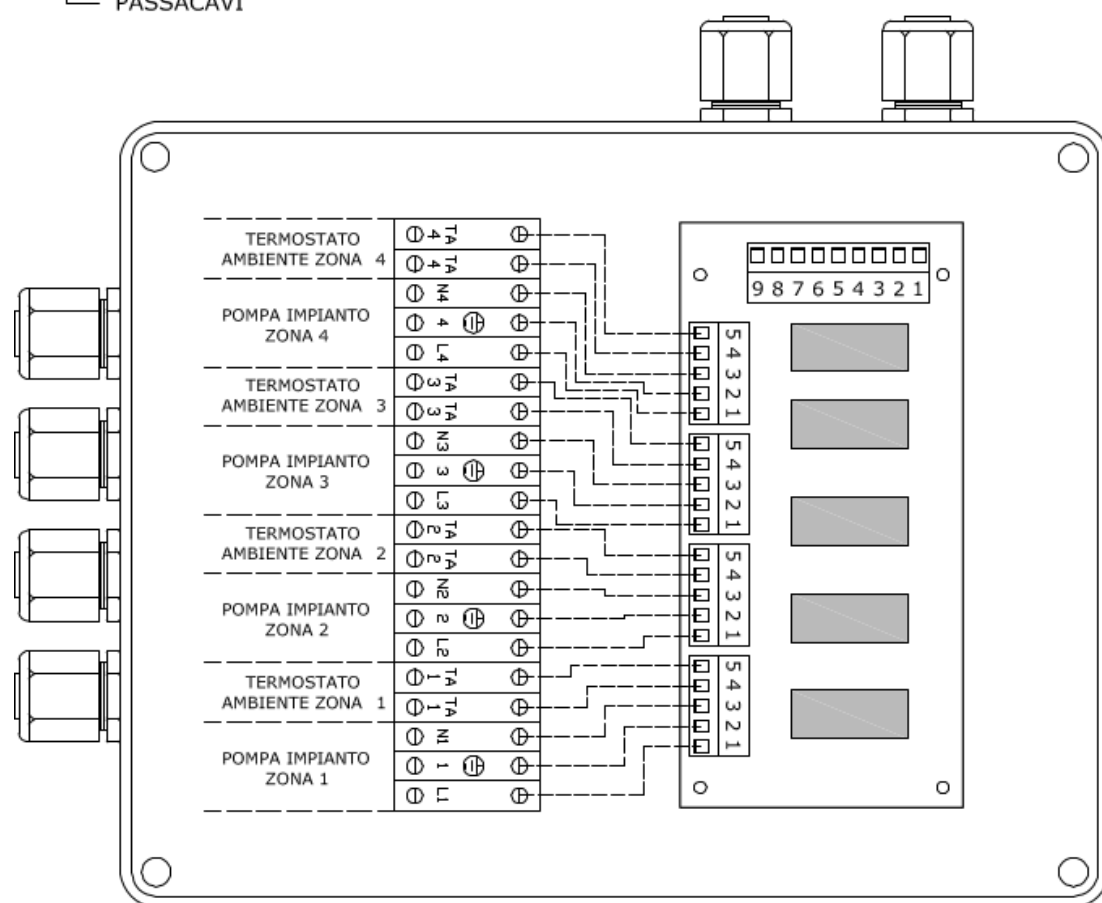 PASSACAVI
TERMOSTATO
AMBIENTE ZONA 4
POMPA IMPIANTO
ZONA 4
TERMOSTATO
AMBIENTE ZONA 3
POMPA IMPIANTO
ZONA 3
TERMOSTATO
AMBIENTE ZONA 2
POMPA IMPIANTO
ZONA 2
TERMOSTATO
AMBIENTE ZONA 1
POMPA IMPIANTO
ZONA 1
4 TA
4 TA
N4
4
L4
3 TA
3 TA
N3
3
L3
2 TA
2 TA
N2
2
L2
1 TA
1 TA
N1
1
L1
9 8 7 6 5 4 3 2 1
5
4
3
2
1
5
4
3
2
1
5
4
3
2
1
5
4
3
2
1